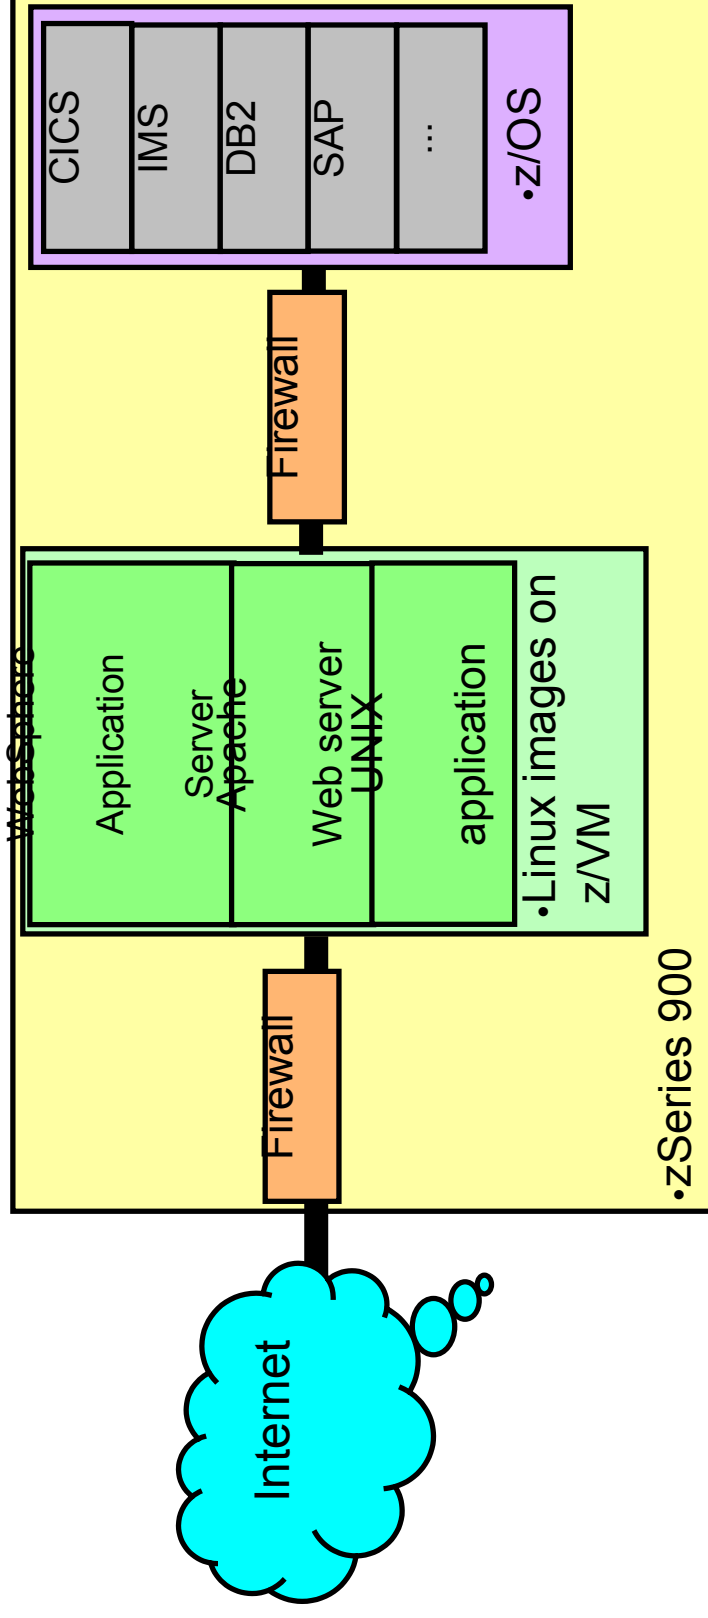 Internet
•zSeries 900
Firewall
WebSphere
Application
Server
Apache
Web server
UNIX
application
•Linux images on
z/VM
Firewall
CICS
IMS
DB2
SAP
...
•z/OS